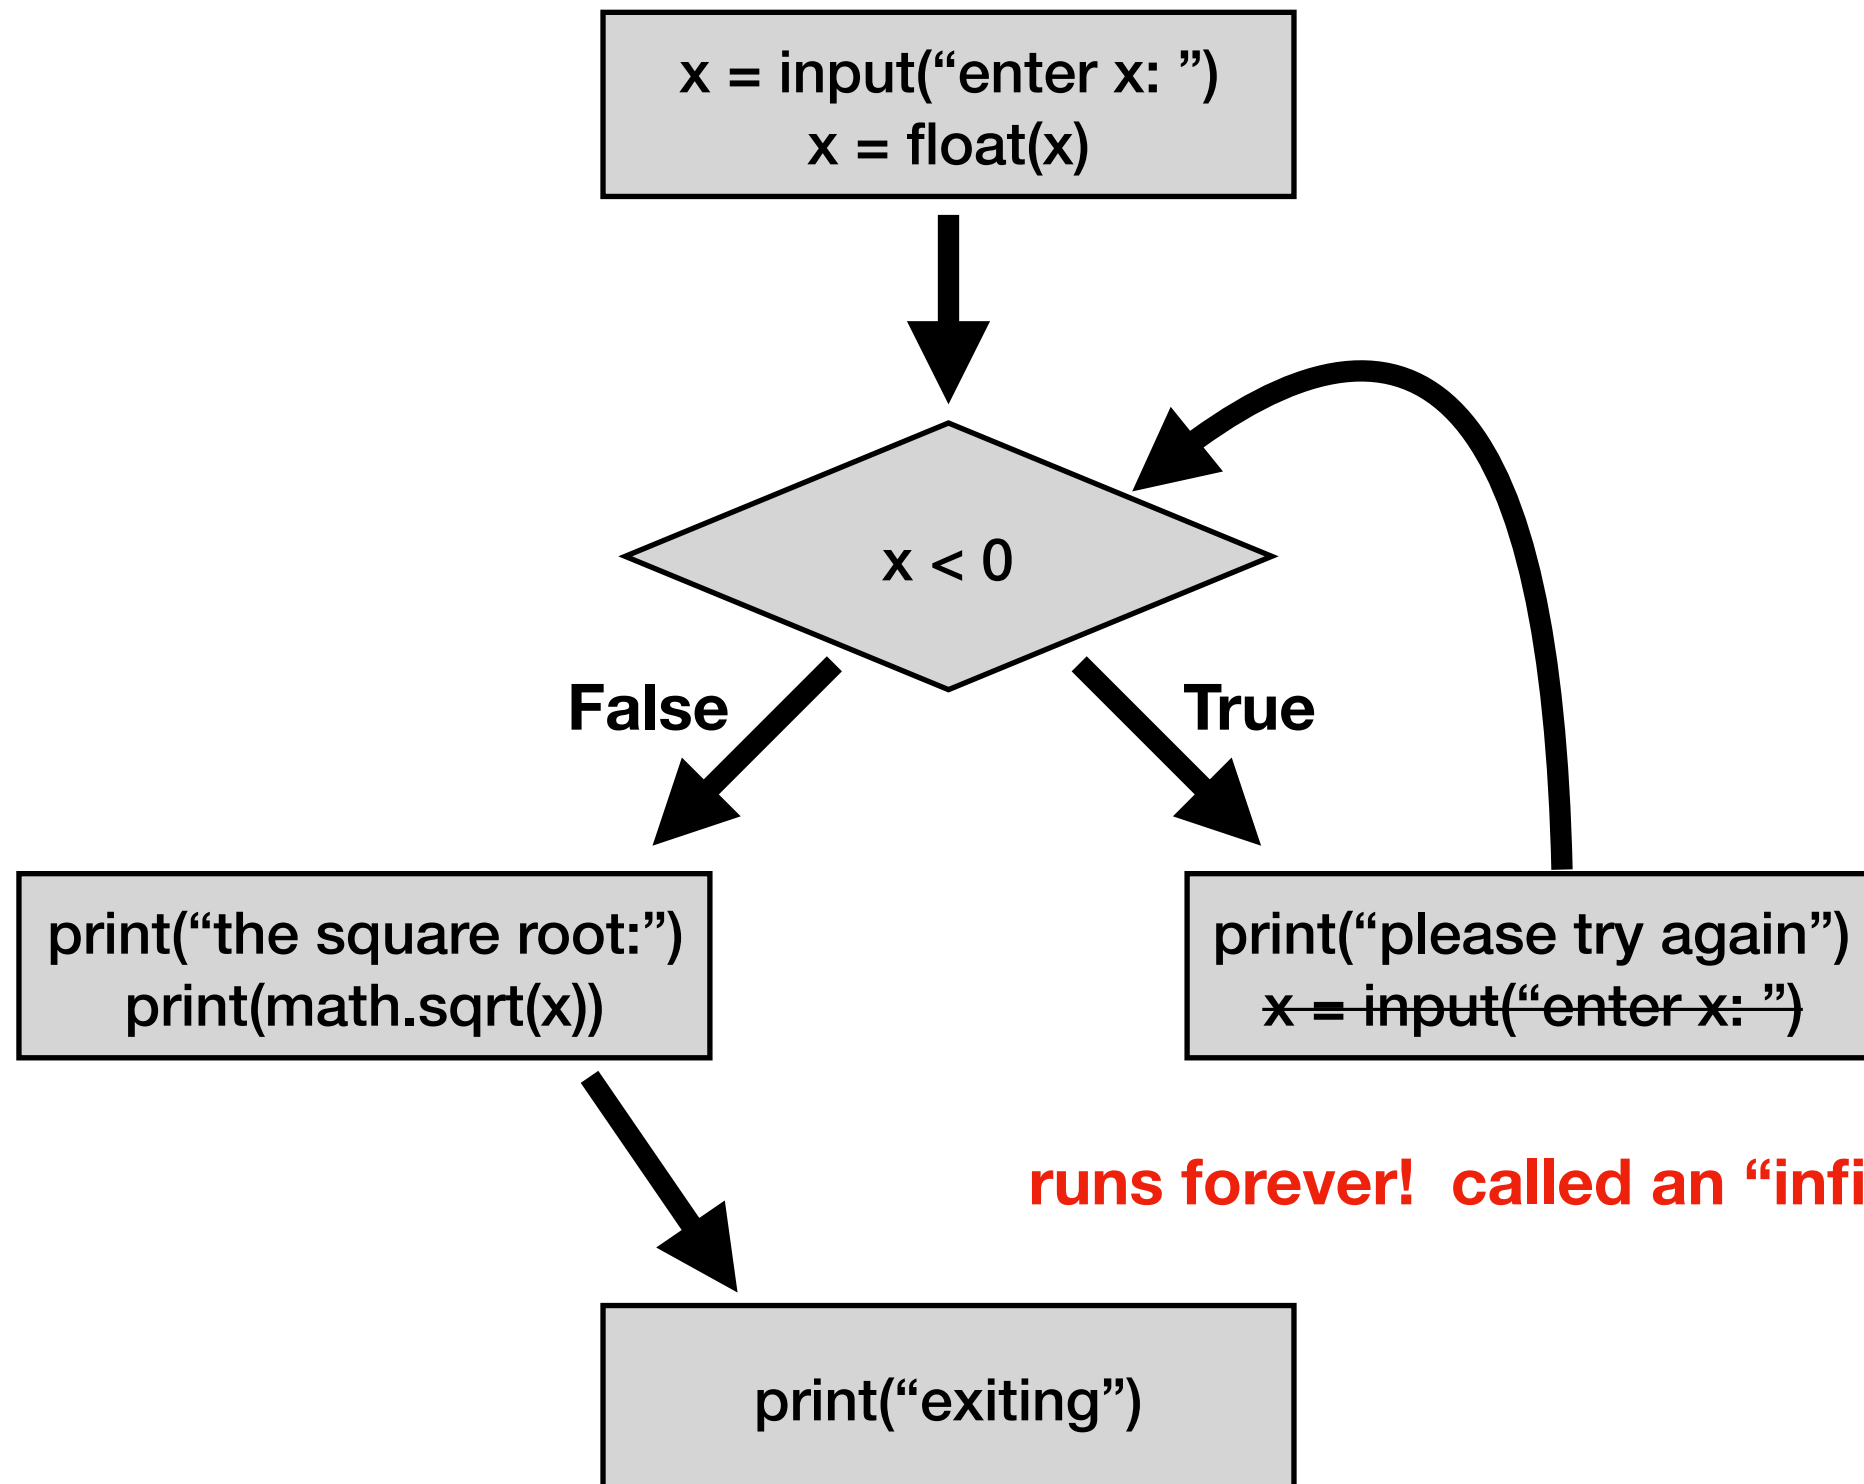 x = input(“enter x: ”)
x = float(x)
x < 0
False
True
print(“the square root:”)
print(math.sqrt(x))
print(“please try again”)
x = input(“enter x: ”)
runs forever!  called an “infi
print(“exiting”)